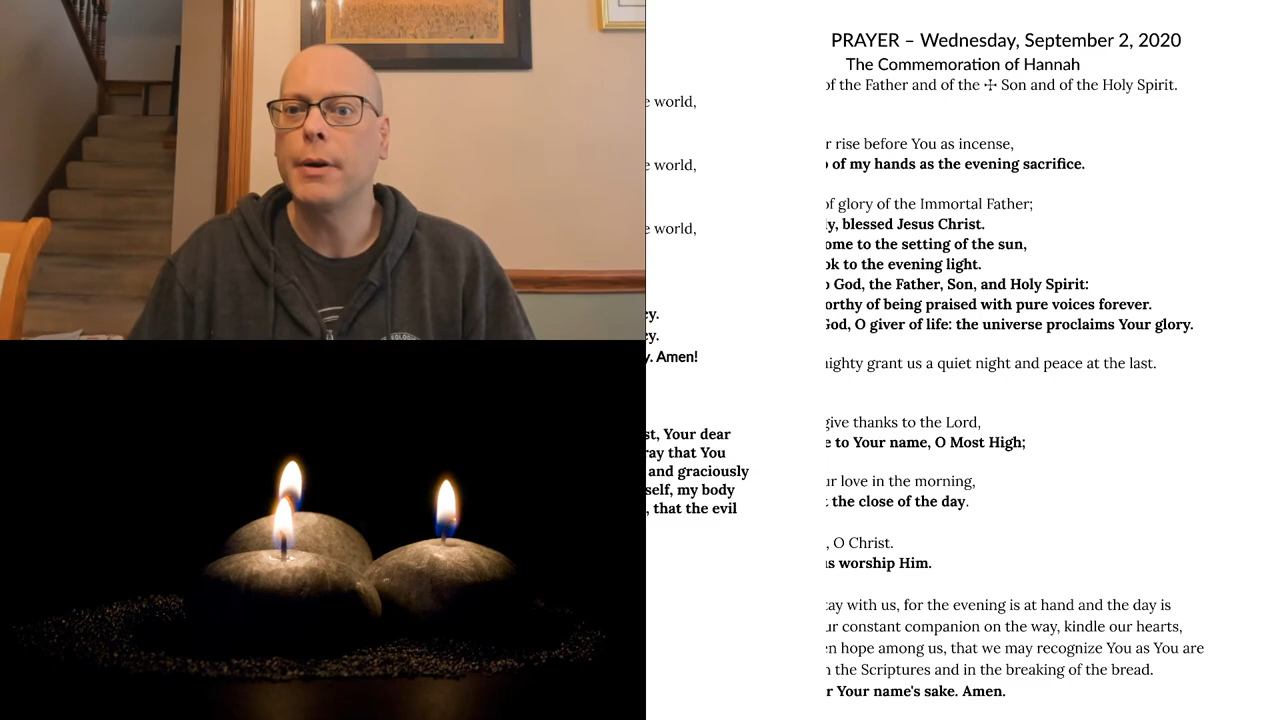 e world,
e world,
e world,
ey.
ey.
y. Amen!
st, Your dear
ray that You
and graciously
self, my body
, that the evil
PRAYER – Wednesday, September 2, 2020
The Commemoration of Hannah
of the Father and of the ☩ Son and of the Holy Spirit.
r rise before You as incense,
of my hands as the evening sacrifice.
of glory of the Immortal Father;
ly, blessed Jesus Christ.
ome to the setting of the sun,
ok to the evening light.
o God, the Father, Son, and Holy Spirit:
orthy of being praised with pure voices forever.
God, O giver of life: the universe proclaims Your glory.
nighty grant us a quiet night and peace at the last.
give thanks to the Lord,
e to Your name, O Most High;
ur love in the morning,
t the close of the day.
, O Christ.
us worship Him.
tay with us, for the evening is at hand and the day is
ur constant companion on the way, kindle our hearts,
en hope among us, that we may recognize You as You are
n the Scriptures and in the breaking of the bread.
r Your name's sake. Amen.